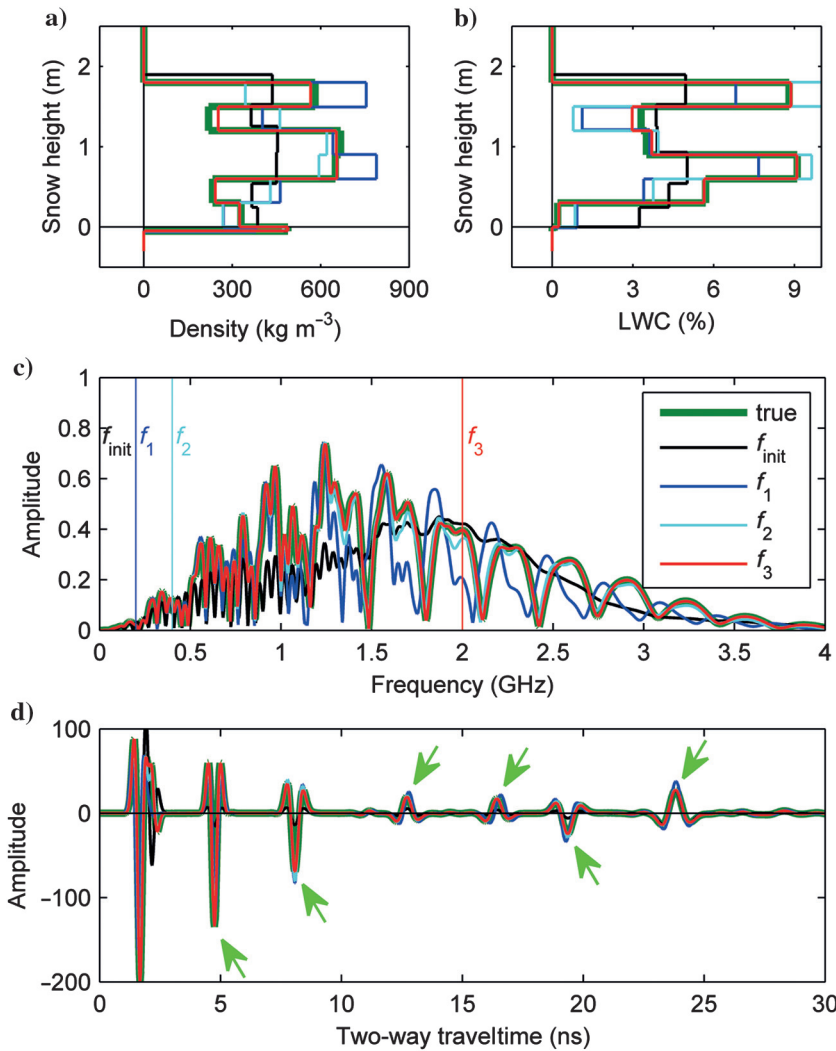 a)
b)
2
1
0
Snow height (m)
0
300
600
900
Density (kg m⁻³)
2
1
0
Snow height (m)
0
3
6
9
LWC (%)
c)
1
0.8
0.6
0.4
0.2
0
Amplitude
f_init
f_1
f_2
f_3
true
f_init
f_1
f_2
f_3
0
0.5
1
1.5
2
2.5
3
3.5
4
Frequency (GHz)
d)
100
0
−100
−200
Amplitude
0
5
10
15
20
25
30
Two-way traveltime (ns)